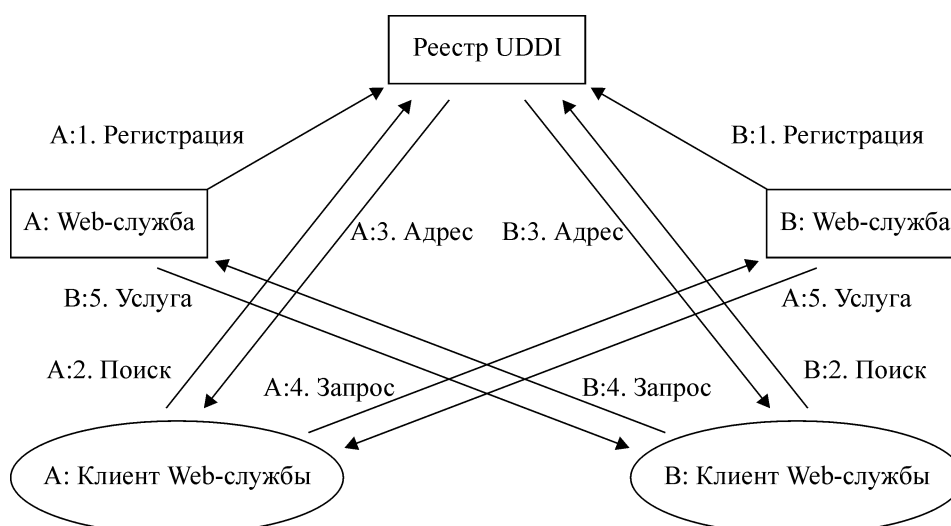 Реестр UDDI
A:1. Регистрация
B:1. Регистрация
A: Web-служба
A:3. Адрес
B:3. Адрес
B: Web-служба
B:5. Услуга
A:5. Услуга
A:2. Поиск
A:4. Запрос
B:4. Запрос
B:2. Поиск
A: Клиент Web-службы
B: Клиент Web-службы